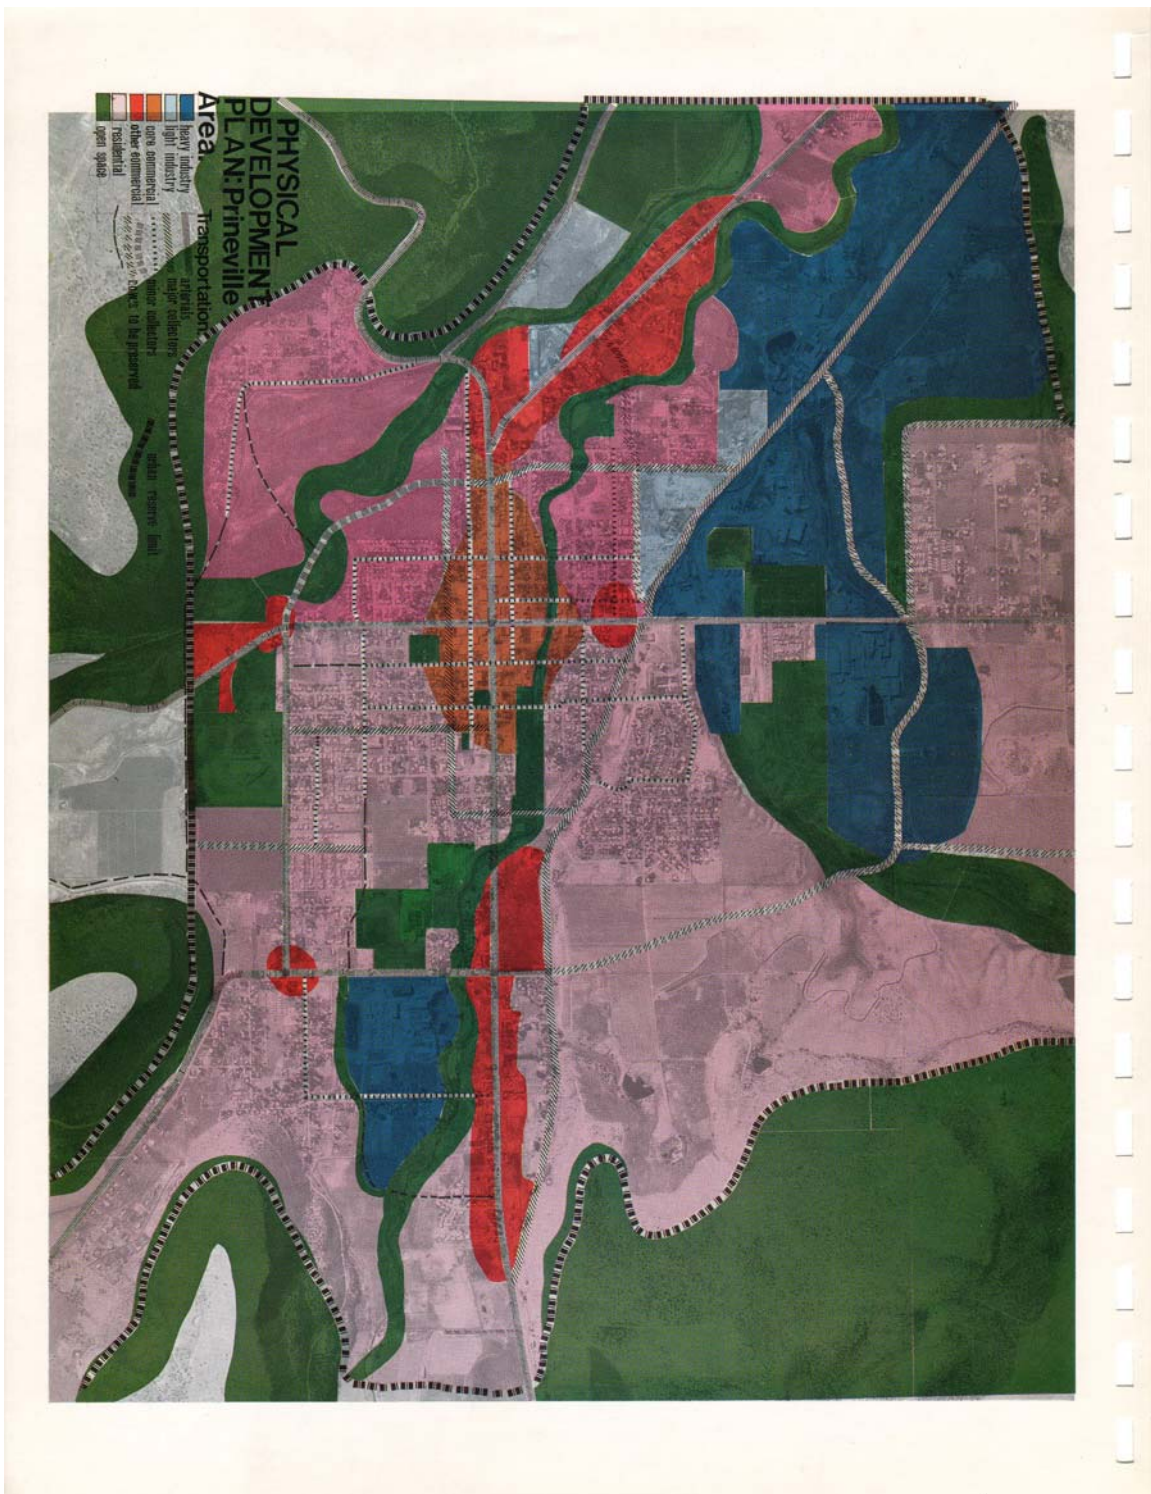 PHYSICAL
DEVELOPMENT
PLAN: Prineville
Area.
heavy industry
light industry
core commercial
other commercial
residential
open space
Transportation:
arterials
major collectors
minor collectors
to be preserved
urban reserve limit